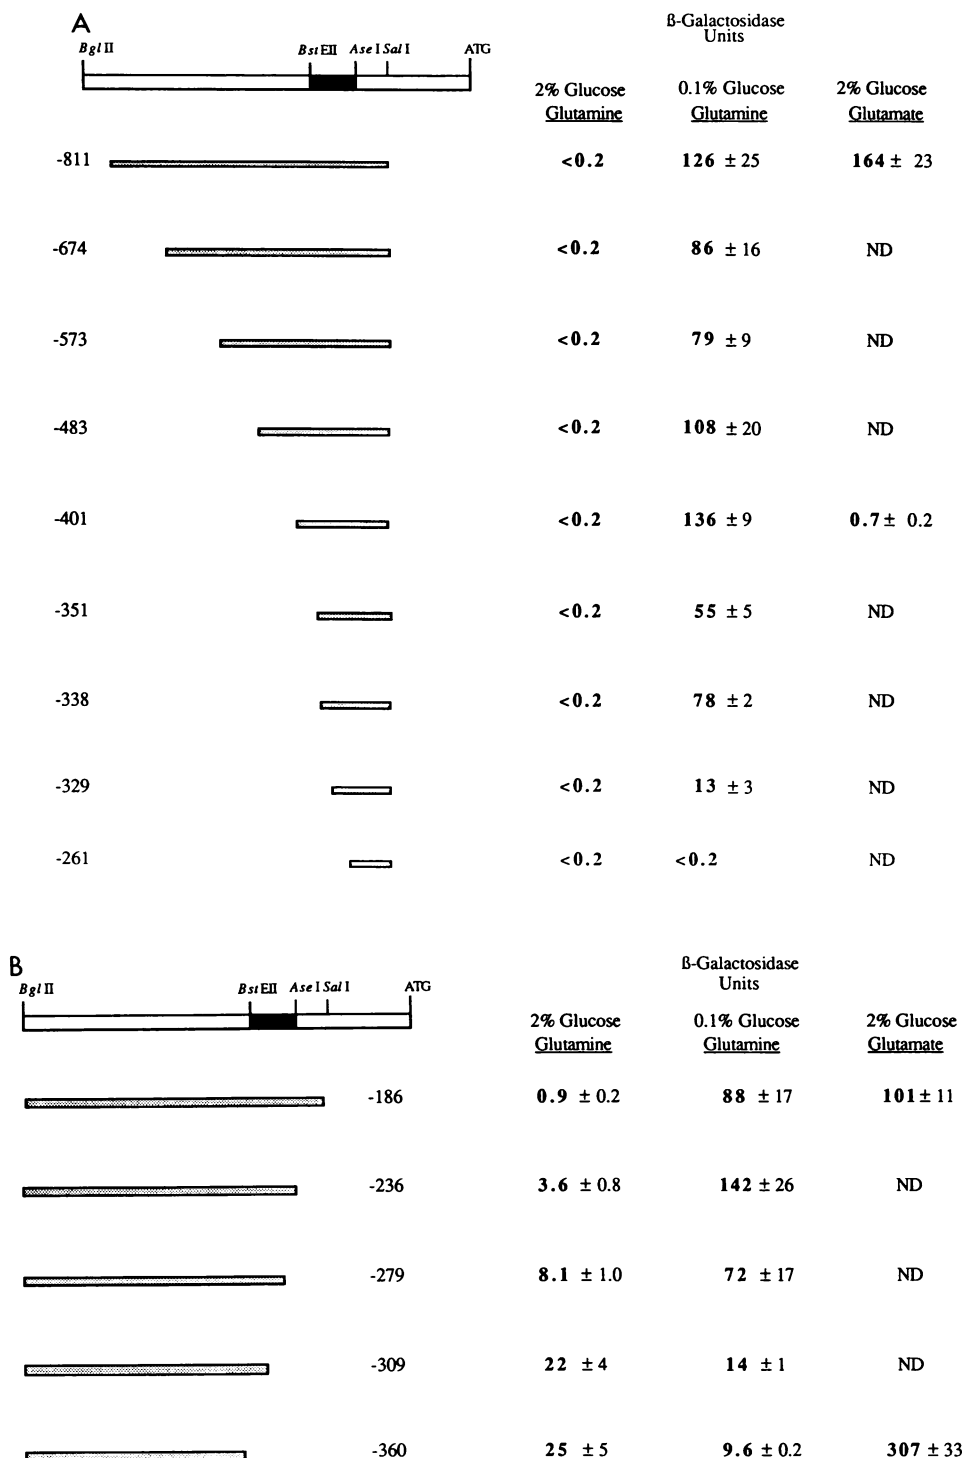 A
ß-Galactosidase
Units
Bgl II BstEII Ase I Sal I ATG
2% Glucose 0.1% Glucose 2% Glucose
Glutamine Glutamine Glutamate
-811 <0.2 126 ± 25 164 ± 23
-674 <0.2 86 ± 16 ND
-573 <0.2 79 ± 9 ND
-483 <0.2 108 ± 20 ND
-401 <0.2 136 ± 9 0.7 ± 0.2
-351 <0.2 55 ± 5 ND
-338 <0.2 78 ± 2 ND
-329 <0.2 13 ± 3 ND
-261 <0.2 <0.2 ND
B
ß-Galactosidase
Units
Bgl II BstEII Ase I Sal I ATG
2% Glucose 0.1% Glucose 2% Glucose
Glutamine Glutamine Glutamate
-186 0.9 ± 0.2 88 ± 17 101 ± 11
-236 3.6 ± 0.8 142 ± 26 ND
-279 8.1 ± 1.0 72 ± 17 ND
-309 22 ± 4 14 ± 1 ND
-360 25 ± 5 9.6 ± 0.2 307 ± 33